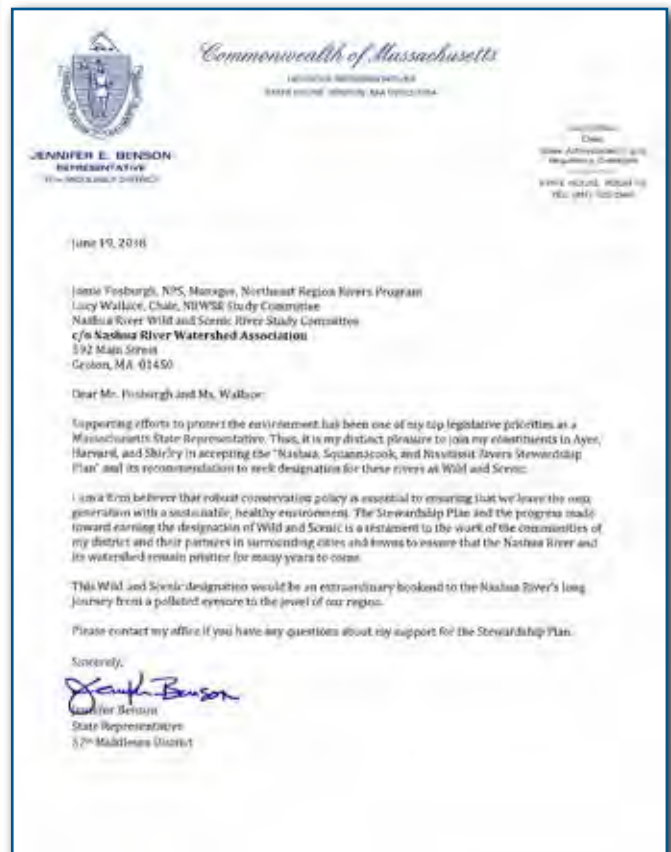 Commonwealth of Massachusetts
JENNIFER E. BENSON
REPRESENTATIVE
June 19, 2018
NPS, Manager, Northeast Region Rivers Program
Lucy Wallace, Chair, Study Committee
Nashua River Wild and Scenic River Study Committee
c/o Nashua River Watershed Association
592 Main Street
Groton, MA 01450
Dear Mr. Fosburgh and Ms. Wallace
Supporting efforts to protect the environment has been one of my top legislative priorities as a
Massachusetts State Representative. Thus, it is my distinct pleasure to join my constituents in Ayer,
Harvard, and Shirley in accepting the "Nashua, Squannacook, and Nissitissit Rivers Stewardship
Plan" and its recommendation to seek designation for these rivers as Wild and Scenic.
I am a firm believer that robust conservation policy is essential to ensuring that we leave the next
generation with a sustainable, healthy environment. The Stewardship Plan and the progress made
toward earning the designation of Wild and Scenic is a testament to the work of the communities of
my district and their partners in surrounding cities and towns to ensure that the Nashua River and
its watershed remain pristine for many years to come.
This Wild and Scenic designation would be an extraordinary bookend to the Nashua River's long
journey from a polluted eyesore to the jewel of our region.
Please contact my office if you have any questions about my support for the Stewardship Plan.
Sincerely,
Jennifer Benson
Jennifer Benson
State Representative
37th Middlesex District